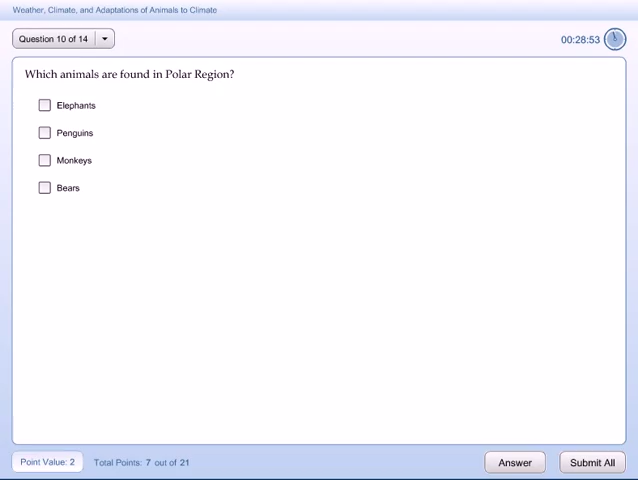 Weather, Climate, and Adaptations of Animals to Climate
Question 10 of 14
00:28:53
Which animals are found in Polar Region?
Elephants
Penguins
Monkeys
Bears
Point Value: 2
Total Points: 7 out of 21
Answer
Submit All